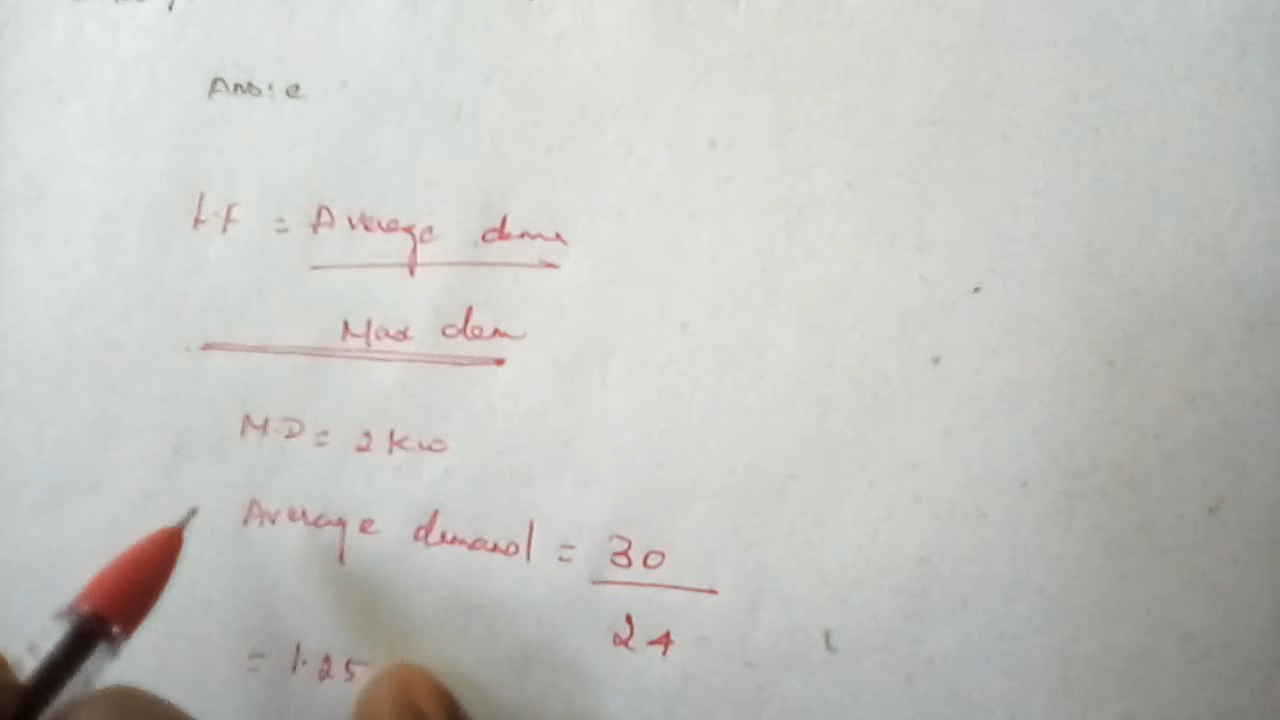 Ans: c
L.F = Average dem
Max dem
M.D = 2 Kw
Average demand = 30
24
= 1.25